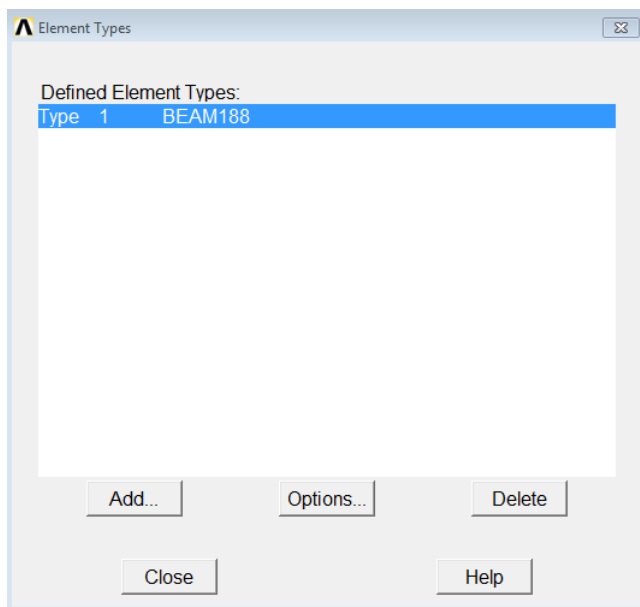 Element Types
Defined Element Types:
Type 1 BEAM188
Add... Options... Delete
Close Help